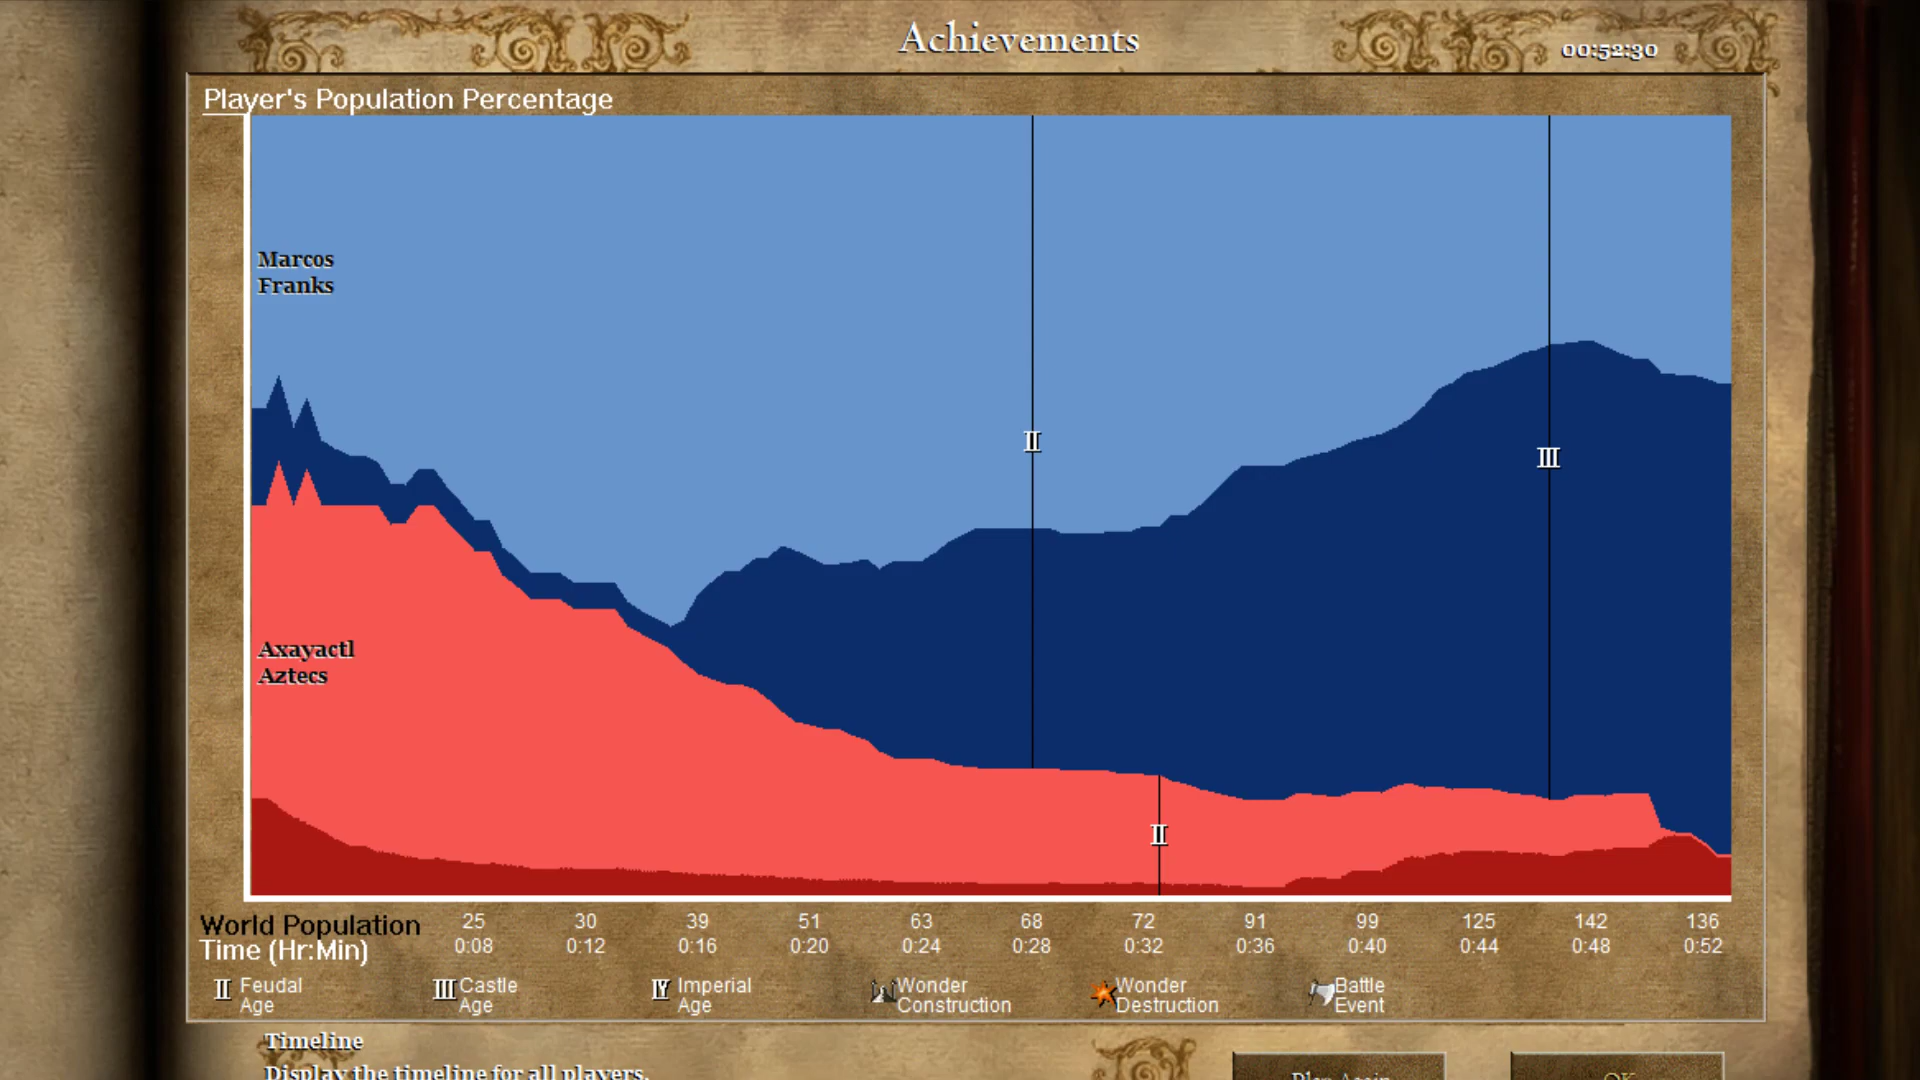 Achievements
00:52:30
Player's Population Percentage
Marcos
Franks
II
III
Axayactl
Aztecs
II
World Population 25 30 39 51 63 68 72 91 99 125 142 136
Time (Hr:Min) 0:08 0:12 0:16 0:20 0:24 0:28 0:32 0:36 0:40 0:44 0:48 0:52
II Feudal Age
III Castle Age
IV Imperial Age
Wonder Construction
Wonder Destruction
Battle Event
Timeline
Display the timeline for all players.
Play Again
OK